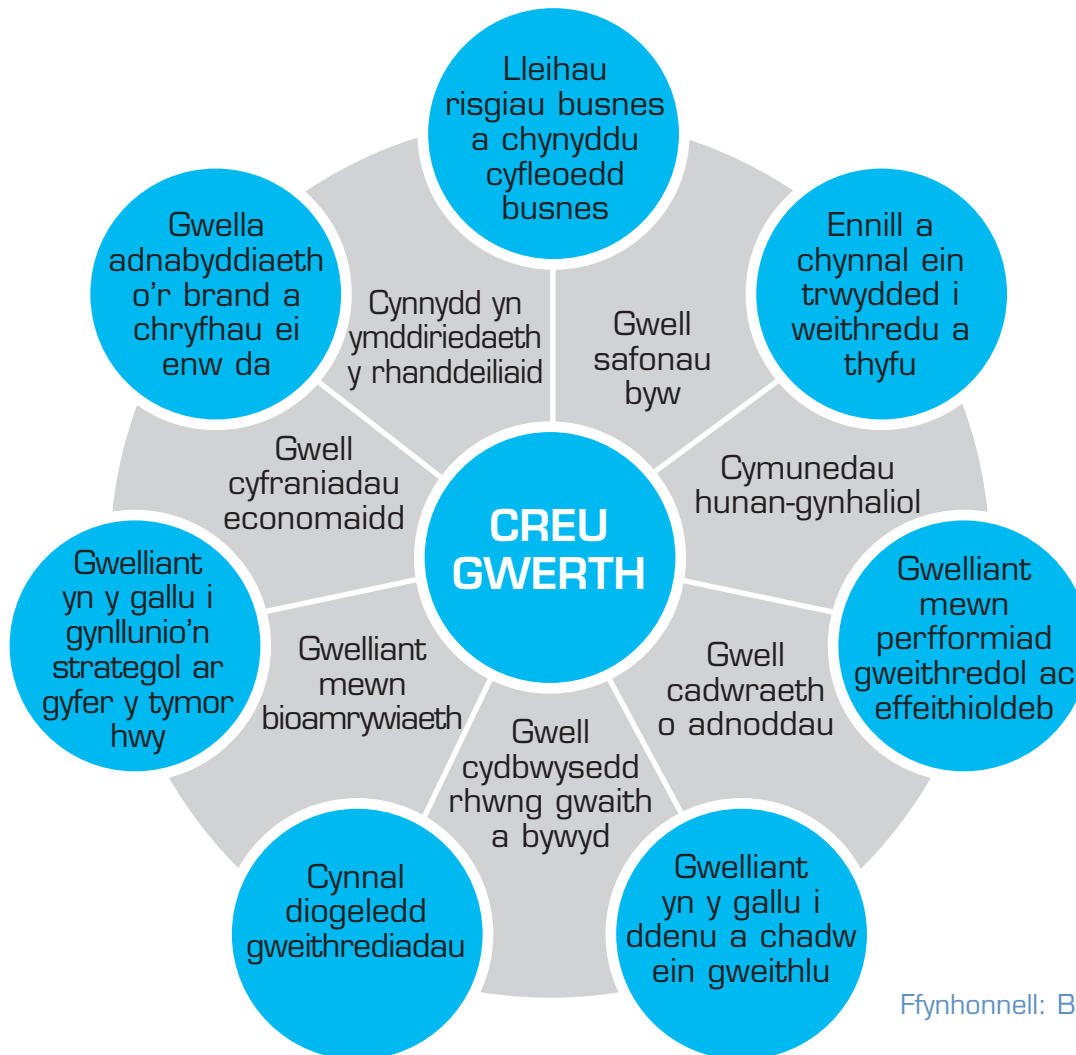 Lleihau
risgiau busnes
a chynyddu
cyfleoedd
busnes
Ennill a
chynnal ein
trwydded i
weithredu a
thyfu
Gwelliant
mewn
perfformiad
gweithredol ac
effeithioldeb
Gwelliant
yn y gallu i
ddenu a chadw
ein gweithlu
Cynnal
diogeledd
gweithrediadau
Gwelliant
yn y gallu i
gynllunio'n
strategol ar
gyfer y tymor
hwy
Gwella
adnabyddiaeth
o'r brand a
chryfhau ei
enw da
Cynnydd yn
ymddiriedaeth
y rhanddeiliaid
Gwell
safonau
byw
Cymunedau
hunan-gynhaliol
Gwell
cadwraeth
o adnoddau
Gwell
cydbwysedd
rhwng gwaith
a bywyd
Gwelliant
mewn
bioamrywiaeth
Gwell
cyfraniadau
economaidd
CREU
GWERTH
Ffynhonnell: B